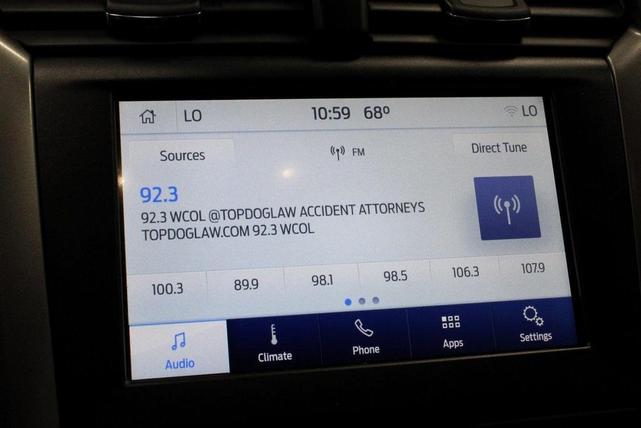 LO 10:59 68° LO
Sources FM Direct Tune
92.3
92.3 WCOL @TOPDOGLAW ACCIDENT ATTORNEYS
TOPDOGLAW.COM 92.3 WCOL
100.3 89.9 98.1 98.5 106.3 107.9
Audio Climate Phone Apps Settings